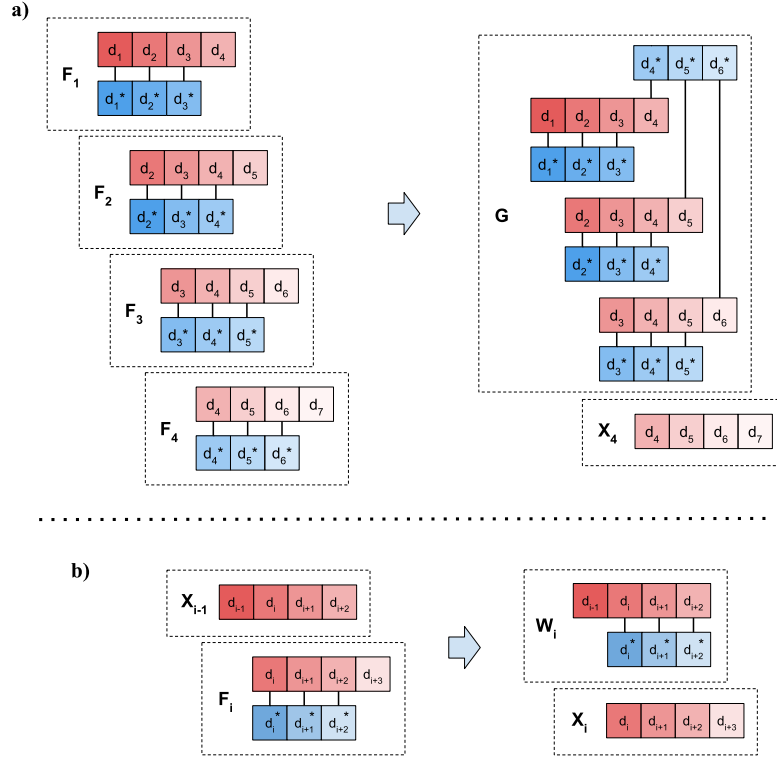 a)
F₁ d₁ d₂ d₃ d₄
d₁* d₂* d₃*
F₂ d₂ d₃ d₄ d₅
d₂* d₃* d₄*
F₃ d₃ d₄ d₅ d₆
d₃* d₄* d₅*
F₄ d₄ d₅ d₆ d₇
d₄* d₅* d₆*
G
d₄* d₅* d₆*
d₁ d₂ d₃ d₄
d₁* d₂* d₃*
d₂ d₃ d₄ d₅
d₂* d₃* d₄*
d₃ d₄ d₅ d₆
d₃* d₄* d₅*
X₄ d₄ d₅ d₆ d₇
b)
Xᵢ₋₁ dᵢ₋₁ dᵢ dᵢ₊₁ dᵢ₊₂
Fᵢ dᵢ dᵢ₊₁ dᵢ₊₂ dᵢ₊₃
dᵢ* dᵢ₊₁* dᵢ₊₂*
Wᵢ dᵢ₋₁ dᵢ dᵢ₊₁ dᵢ₊₂
dᵢ* dᵢ₊₁* dᵢ₊₂*
Xᵢ dᵢ dᵢ₊₁ dᵢ₊₂ dᵢ₊₃